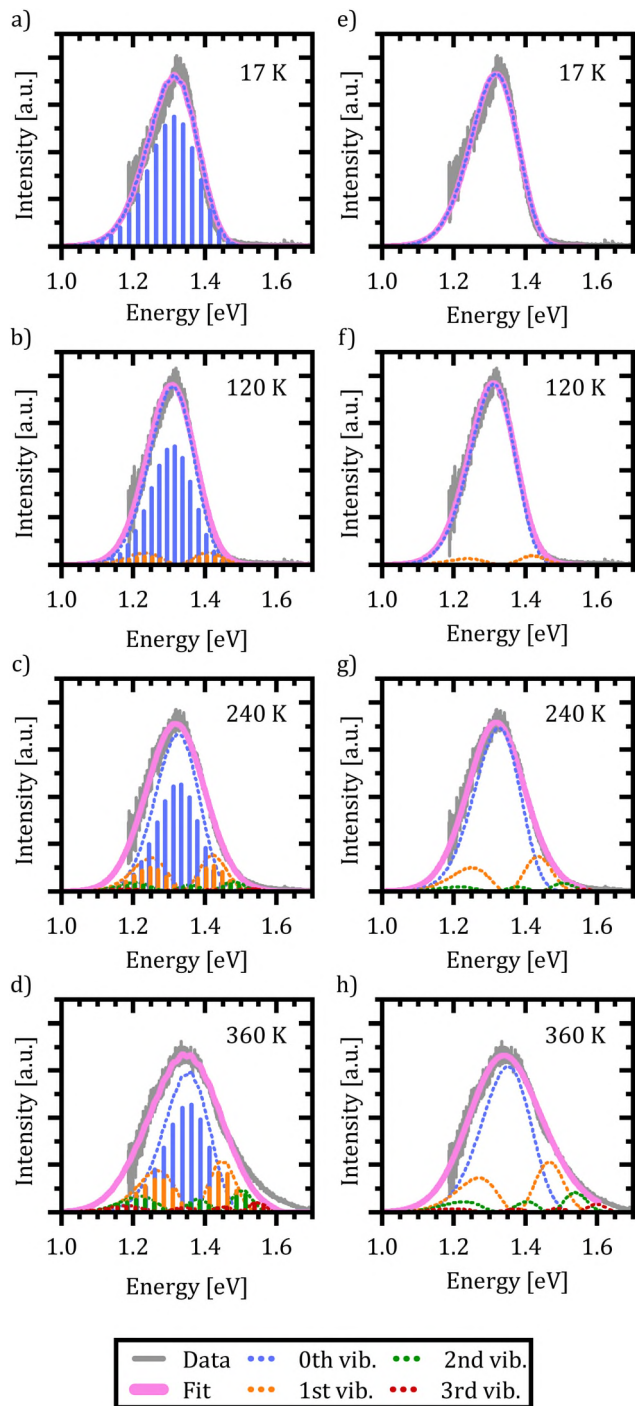 a)
e)
17 K
17 K
Intensity [a.u.]
Intensity [a.u.]
1.0 1.2 1.4 1.6
1.0 1.2 1.4 1.6
Energy [eV]
Energy [eV]
b)
f)
120 K
120 K
Intensity [a.u.]
Intensity [a.u.]
1.0 1.2 1.4 1.6
1.0 1.2 1.4 1.6
Energy [eV]
Energy [eV]
c)
g)
240 K
240 K
Intensity [a.u.]
Intensity [a.u.]
1.0 1.2 1.4 1.6
1.0 1.2 1.4 1.6
Energy [eV]
Energy [eV]
d)
h)
360 K
360 K
Intensity [a.u.]
Intensity [a.u.]
1.0 1.2 1.4 1.6
1.0 1.2 1.4 1.6
Energy [eV]
Energy [eV]
Data 0th vib. 2nd vib.
Fit 1st vib. 3rd vib.